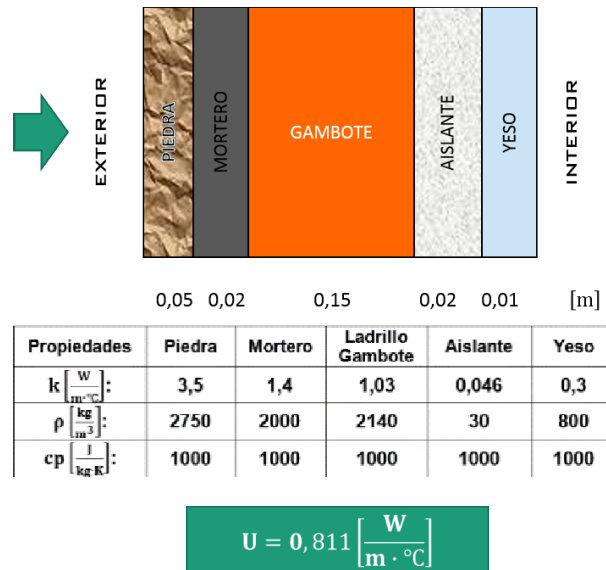 EXTERIOR
PIEDRA
MORTERO
GAMBOTE
AISLANTE
YESO
INTERIOR
0,05 0,02 0,15 0,02 0,01 [m]
Propiedades Piedra Mortero Ladrillo Gambote Aislante Yeso
k [W/m·°C]: 3,5 1,4 1,03 0,046 0,3
ρ [kg/m³]: 2750 2000 2140 30 800
cp [J/kg·K]: 1000 1000 1000 1000 1000
U = 0,811 [W/m·°C]